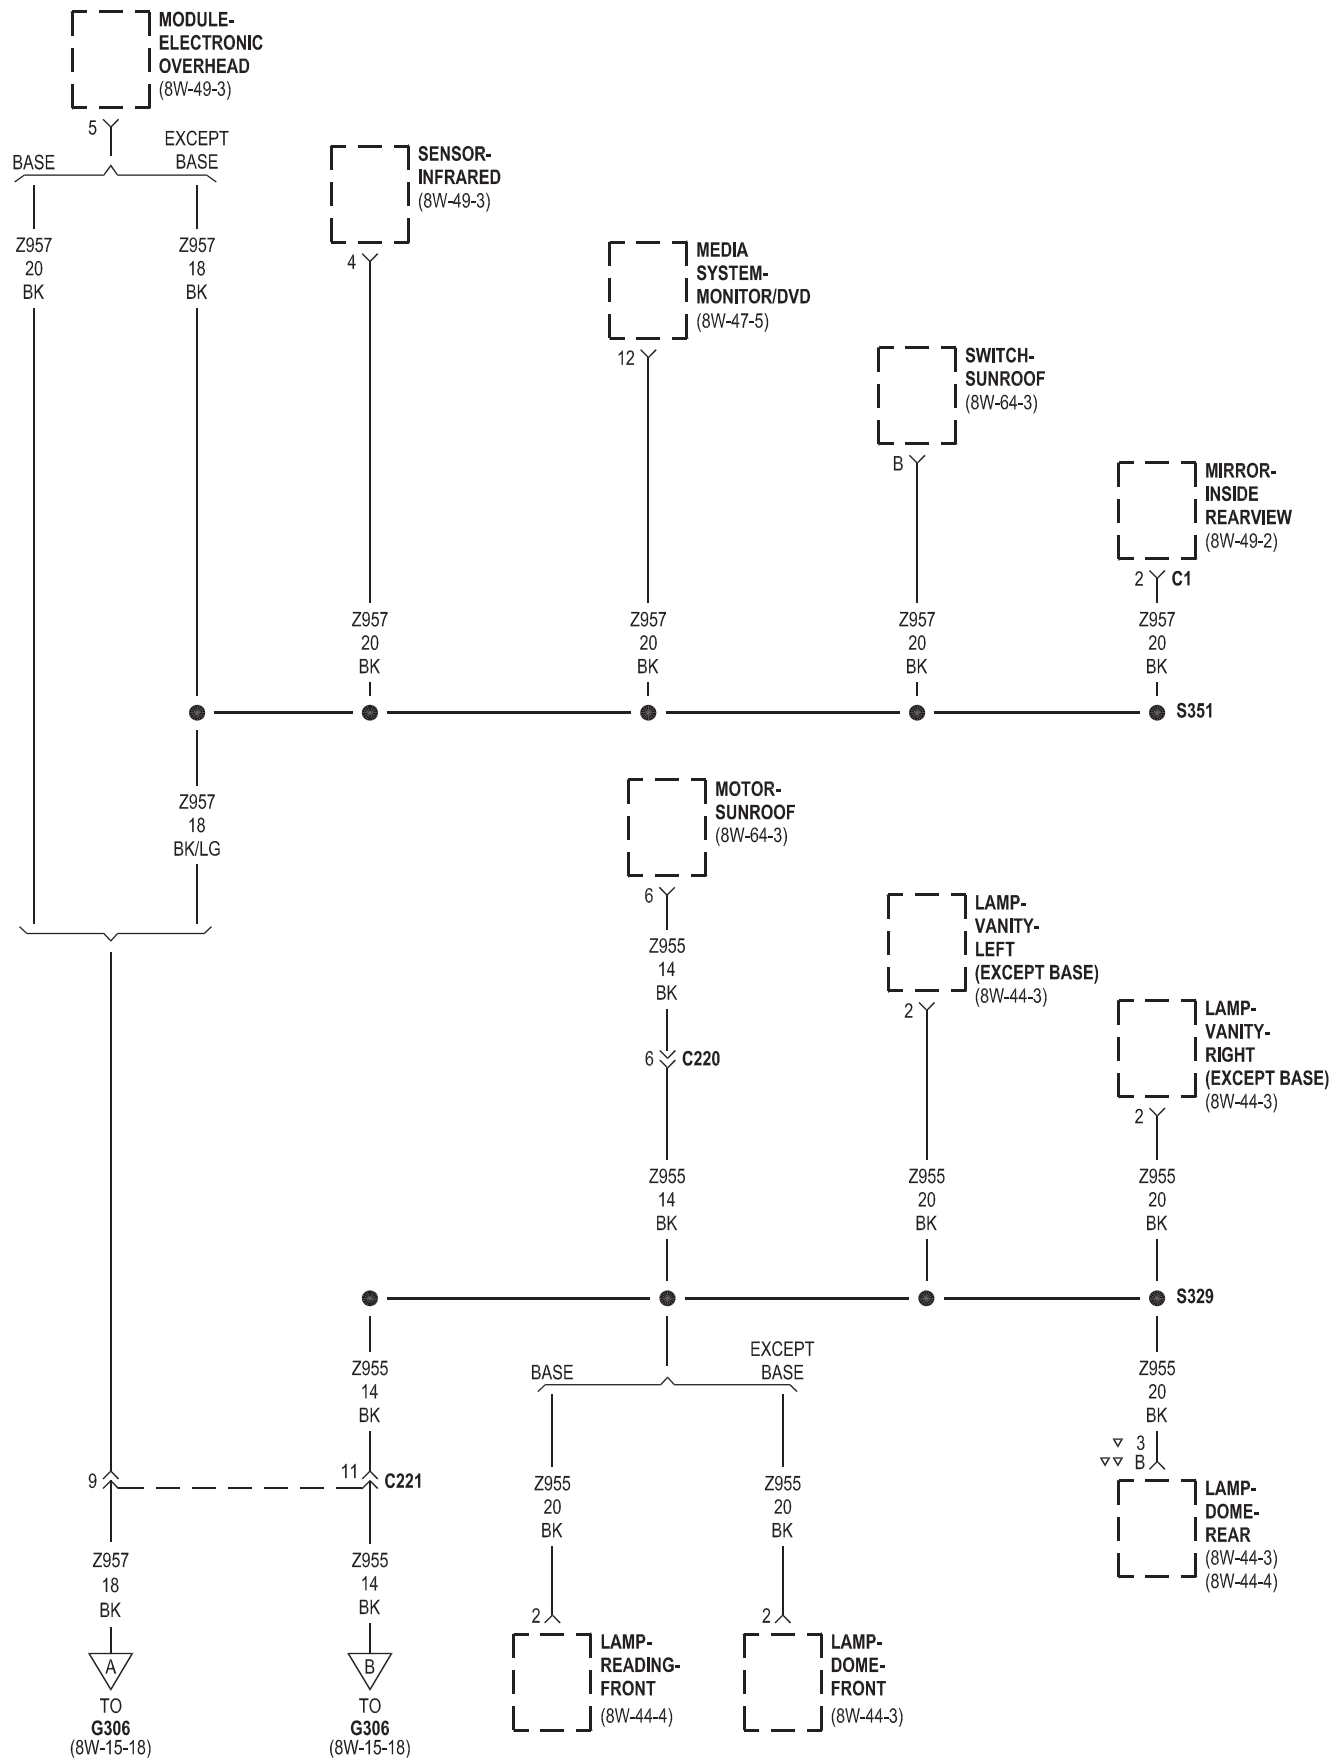 MODULE-
ELECTRONIC
OVERHEAD
(8W-49-3)
5
BASE
EXCEPT
BASE
Z957
20
BK
Z957
18
BK
SENSOR-
INFRARED
(8W-49-3)
4
MEDIA
SYSTEM-
MONITOR/DVD
(8W-47-5)
12
SWITCH-
SUNROOF
(8W-64-3)
B
MIRROR-
INSIDE
REARVIEW
(8W-49-2)
2
C1
Z957
20
BK
Z957
20
BK
Z957
20
BK
Z957
20
BK
S351
Z957
18
BK/LG
MOTOR-
SUNROOF
(8W-64-3)
6
Z955
14
BK
6
C220
LAMP-
VANITY-
LEFT
(EXCEPT BASE)
(8W-44-3)
2
LAMP-
VANITY-
RIGHT
(EXCEPT BASE)
(8W-44-3)
2
Z955
14
BK
Z955
20
BK
Z955
20
BK
S329
Z955
14
BK
BASE
EXCEPT
BASE
Z955
20
BK
3
B
LAMP-
DOME-
REAR
(8W-44-3)
(8W-44-4)
9
11
C221
Z955
20
BK
Z955
20
BK
Z957
18
BK
Z955
14
BK
2
LAMP-
READING-
FRONT
(8W-44-4)
2
LAMP-
DOME-
FRONT
(8W-44-3)
A
TO
G306
(8W-15-18)
B
TO
G306
(8W-15-18)